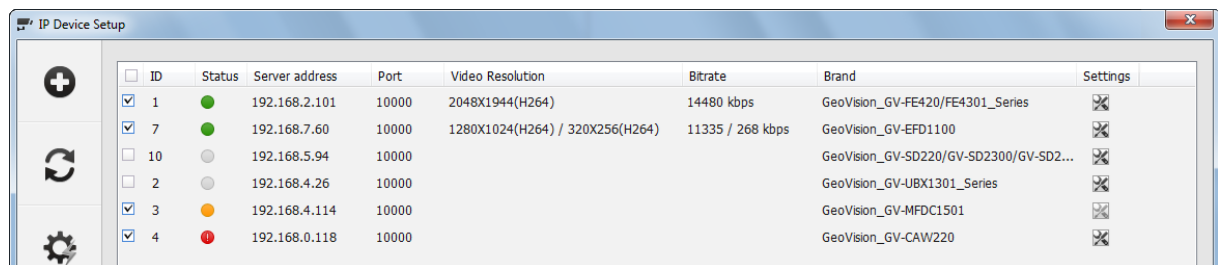 IP Device Setup
ID Status Server address Port Video Resolution Bitrate Brand Settings
1 192.168.2.101 10000 2048X1944(H264) 14480 kbps GeoVision_GV-FE420/FE4301_Series
7 192.168.7.60 10000 1280X1024(H264) / 320X256(H264) 11335 / 268 kbps GeoVision_GV-EFD1100
10 192.168.5.94 10000 GeoVision_GV-SD220/GV-SD2300/GV-SD2...
2 192.168.4.26 10000 GeoVision_GV-UBX1301_Series
3 192.168.4.114 10000 GeoVision_GV-MFDC1501
4 192.168.0.118 10000 GeoVision_GV-CAW220